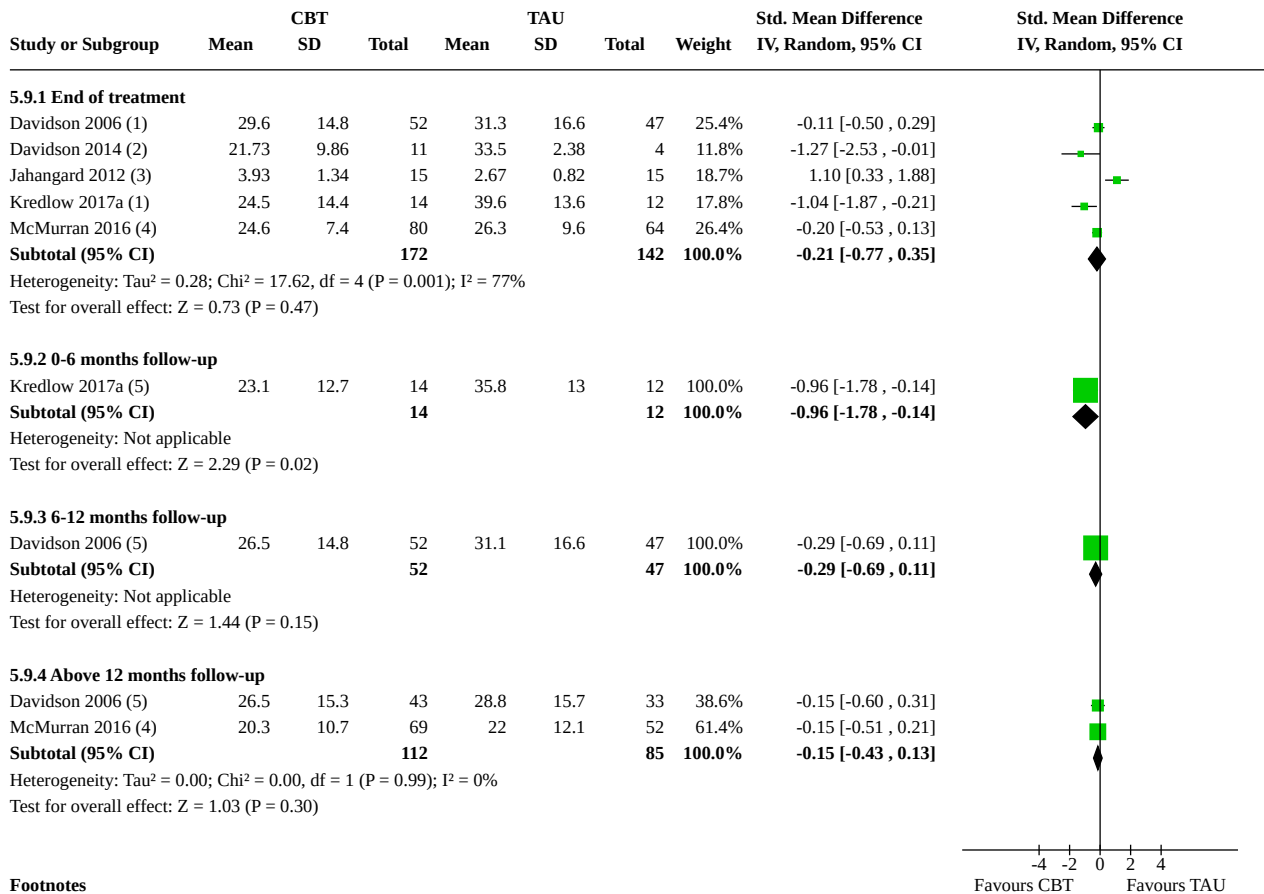 CBT TAU Std. Mean Difference Std. Mean Difference
Study or Subgroup Mean SD Total Mean SD Total Weight IV, Random, 95% CI IV, Random, 95% CI
5.9.1 End of treatment
Davidson 2006 (1) 29.6 14.8 52 31.3 16.6 47 25.4% -0.11 [-0.50 , 0.29]
Davidson 2014 (2) 21.73 9.86 11 33.5 2.38 4 11.8% -1.27 [-2.53 , -0.01]
Jahangard 2012 (3) 3.93 1.34 15 2.67 0.82 15 18.7% 1.10 [0.33 , 1.88]
Kredlow 2017a (1) 24.5 14.4 14 39.6 13.6 12 17.8% -1.04 [-1.87 , -0.21]
McMurran 2016 (4) 24.6 7.4 80 26.3 9.6 64 26.4% -0.20 [-0.53 , 0.13]
Subtotal (95% CI) 172 142 100.0% -0.21 [-0.77 , 0.35]
Heterogeneity: Tau² = 0.28; Chi² = 17.62, df = 4 (P = 0.001); I² = 77%
Test for overall effect: Z = 0.73 (P = 0.47)
5.9.2 0-6 months follow-up
Kredlow 2017a (5) 23.1 12.7 14 35.8 13 12 100.0% -0.96 [-1.78 , -0.14]
Subtotal (95% CI) 14 12 100.0% -0.96 [-1.78 , -0.14]
Heterogeneity: Not applicable
Test for overall effect: Z = 2.29 (P = 0.02)
5.9.3 6-12 months follow-up
Davidson 2006 (5) 26.5 14.8 52 31.1 16.6 47 100.0% -0.29 [-0.69 , 0.11]
Subtotal (95% CI) 52 47 100.0% -0.29 [-0.69 , 0.11]
Heterogeneity: Not applicable
Test for overall effect: Z = 1.44 (P = 0.15)
5.9.4 Above 12 months follow-up
Davidson 2006 (5) 26.5 15.3 43 28.8 15.7 33 38.6% -0.15 [-0.60 , 0.31]
McMurran 2016 (4) 20.3 10.7 69 22 12.1 52 61.4% -0.15 [-0.51 , 0.21]
Subtotal (95% CI) 112 85 100.0% -0.15 [-0.43 , 0.13]
Heterogeneity: Tau² = 0.00; Chi² = 0.00, df = 1 (P = 0.99); I² = 0%
Test for overall effect: Z = 1.03 (P = 0.30)
-4 -2 0 2 4
Footnotes Favours CBT Favours TAU